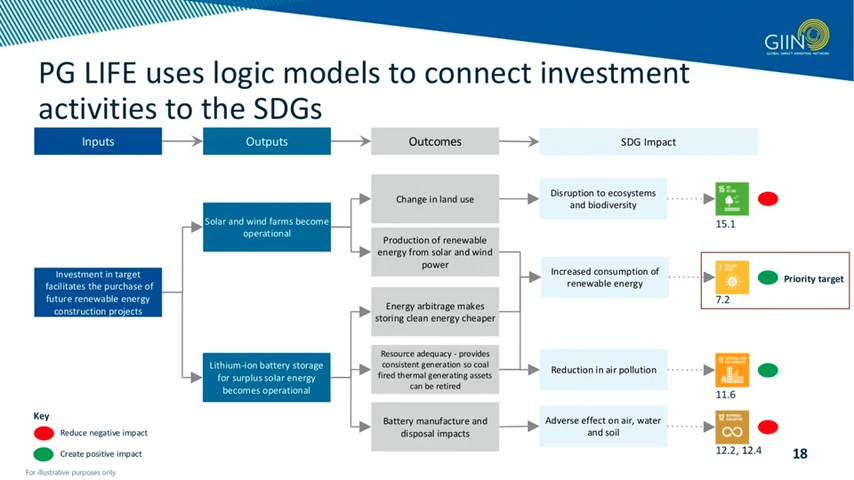 GIIN
GLOBAL IMPACT INVESTING NETWORK
PG LIFE uses logic models to connect investment
activities to the SDGs
Inputs
Outputs
Outcomes
SDG Impact
Investment in target
facilitates the purchase of
future renewable energy
construction projects
Solar and wind farms become
operational
Lithium-ion battery storage
for surplus solar energy
becomes operational
Change in land use
Production of renewable
energy from solar and wind
power
Energy arbitrage makes
storing clean energy cheaper
Resource adequacy - provides
consistent generation so coal
fired thermal generating assets
can be retired
Battery manufacture and
disposal impacts
Disruption to ecosystems
and biodiversity
15
15.1
Increased consumption of
renewable energy
7
7.2
Priority target
Reduction in air pollution
11
11.6
Adverse effect on air, water
and soil
12
12.2, 12.4
Key
Reduce negative impact
Create positive impact
For illustrative purposes only
18